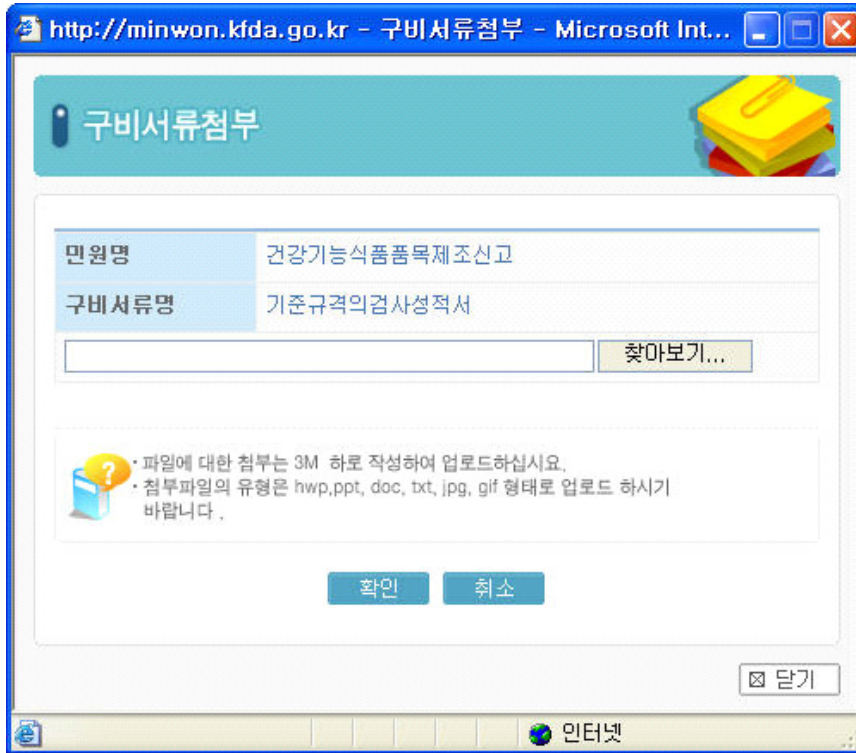 http://minwon.kfda.go.kr - 구비서류첨부 - Microsoft Int...
구비서류첨부
민원명 건강기능식품품목제조신고
구비서류명 기준규격의검사성적서
찾아보기...
· 파일에 대한 첨부는 3M 하로 작성하여 업로드하십시요.
· 첨부파일의 유형은 hwp,ppt, doc, txt, jpg, gif 형태로 업로드 하시기
바랍니다 .
확인 취소
닫기
인터넷